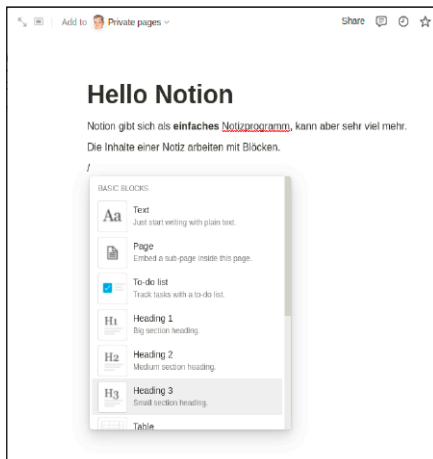 Add to Private pages Share
Hello Notion
Notion gibt sich als einfaches Notizprogramm, kann aber sehr viel mehr.
Die Inhalte einer Notiz arbeiten mit Blöcken.
/
BASIC BLOCKS
Aa
Text
Just start writing with plain text.
Page
Embed a sub-page inside this page.
To-do list
Track tasks with a to-do list.
H1
Heading 1
Big section heading.
H2
Heading 2
Medium section heading.
H3
Heading 3
Small section heading.
Table